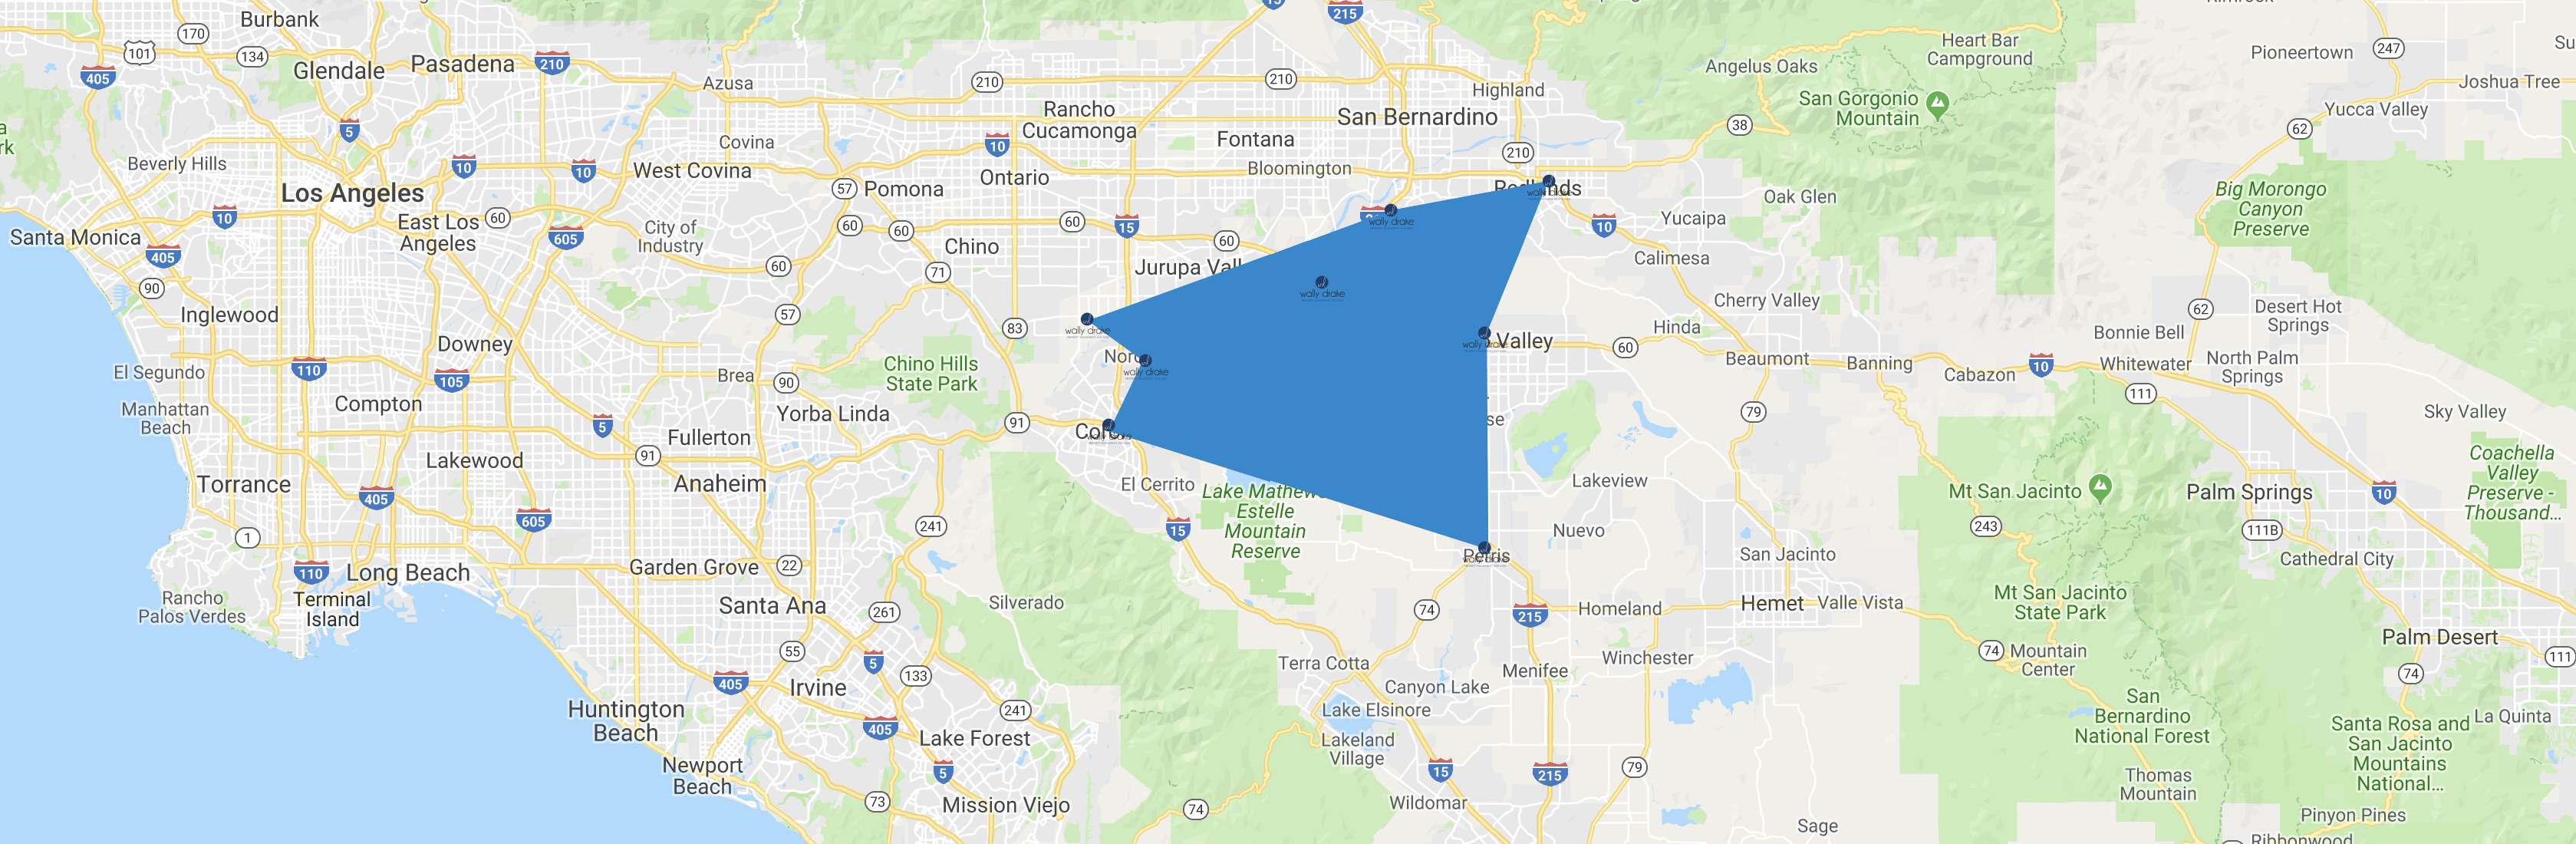 Burbank
170
101
134
405
Glendale
Pasadena
210
Azusa
5
Beverly Hills
Covina
10
10
West Covina
Los Angeles
10
East Los
Angeles
60
City of
Industry
605
Santa Monica
405
90
60
Inglewood
57
Downey
El Segundo
110
105
Brea
90
Manhattan
Beach
Compton
5
Yorba Linda
Fullerton
Lakewood
91
Torrance
405
Anaheim
605
1
110
Long Beach
Garden Grove
22
Rancho
Palos Verdes
Terminal
Island
Santa Ana
261
55
5
405
Irvine
133
Huntington
Beach
405
241
Lake Forest
Newport
Beach
5
73
Mission Viejo
15
215
210
210
Rancho
Cucamonga
10
Fontana
San Bernardino
Highland
Ontario
Bloomington
210
57
Pomona
60
60
60
15
60
Chino
71
83
Chino Hills
State Park
91
241
Silverado
wally drake
wally drake
wally drake
wally drake
wally drake
El Cerrito
15
Estelle
Mountain
Reserve
Perris
74
215
Homeland
Terra Cotta
Canyon Lake
Menifee
Winchester
Lake Elsinore
Lakeland
Village
15
215
79
74
Wildomar
Sage
Valley
60
Hinda
Lakeview
Nuevo
San Jacinto
Hemet
Valle Vista
Angelus Oaks
Heart Bar
Campground
San Gorgonio
Mountain
38
Oak Glen
Yucaipa
10
Calimesa
Cherry Valley
Beaumont
Banning
Cabazon
10
79
Pioneertown
247
Joshua Tree
Yucca Valley
62
Big Morongo
Canyon
Preserve
62
Desert Hot
Springs
Bonnie Bell
Whitewater
North Palm
Springs
111
Sky Valley
Coachella
Valley
Preserve -
Thousand...
Mt San Jacinto
Palm Springs
10
243
111B
Cathedral City
Mt San Jacinto
State Park
74
Mountain
Center
Palm Desert
111
74
San
Bernardino
National Forest
Santa Rosa and
San Jacinto
Mountains
National...
La Quinta
Thomas
Mountain
Pinyon Pines
Ribbonwood